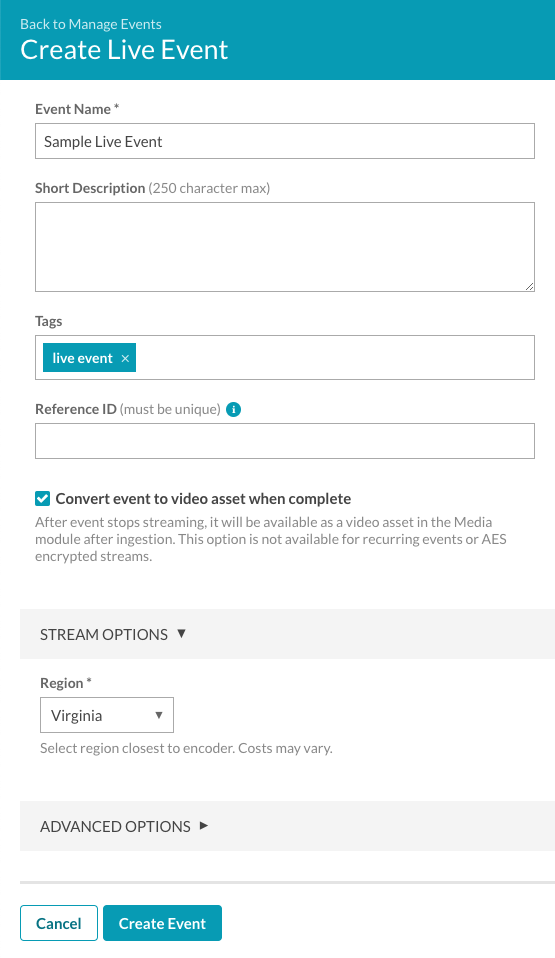 Back to Manage Events
Create Live Event
Event Name *
Sample Live Event
Short Description (250 character max)
Tags
live event ×
Reference ID (must be unique) i
Convert event to video asset when complete
After event stops streaming, it will be available as a video asset in the Media
module after ingestion. This option is not available for recurring events or AES
encrypted streams.
STREAM OPTIONS ▼
Region *
Virginia ▼
Select region closest to encoder. Costs may vary.
ADVANCED OPTIONS ►
Cancel Create Event